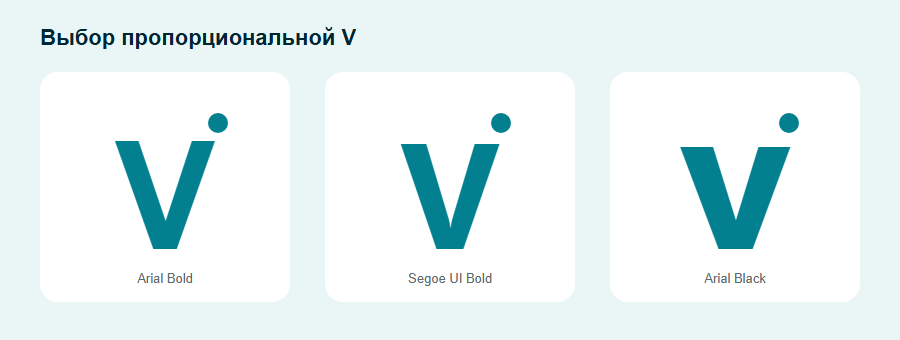 Выбор пропорциональной V
V
V
V
Arial Bold
Segoe UI Bold
Arial Black